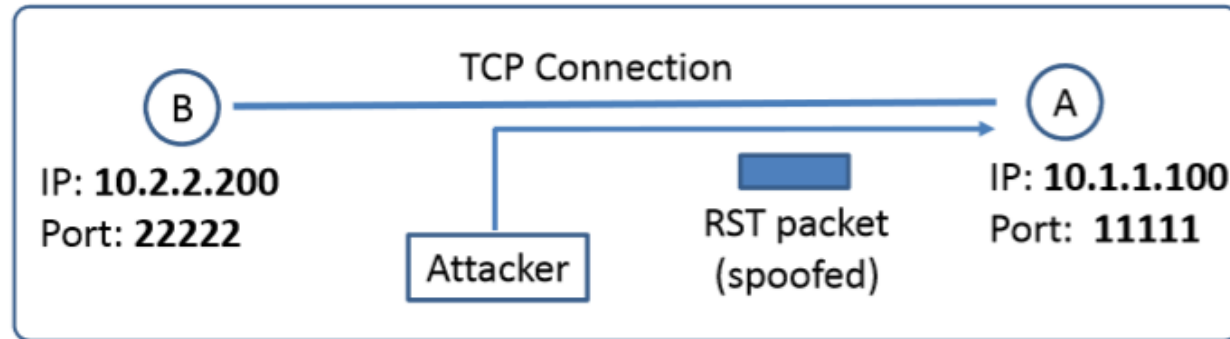 TCP Connection
B
A
IP: 10.2.2.200
Port: 22222
Attacker
RST packet
(spoofed)
IP: 10.1.1.100
Port: 11111